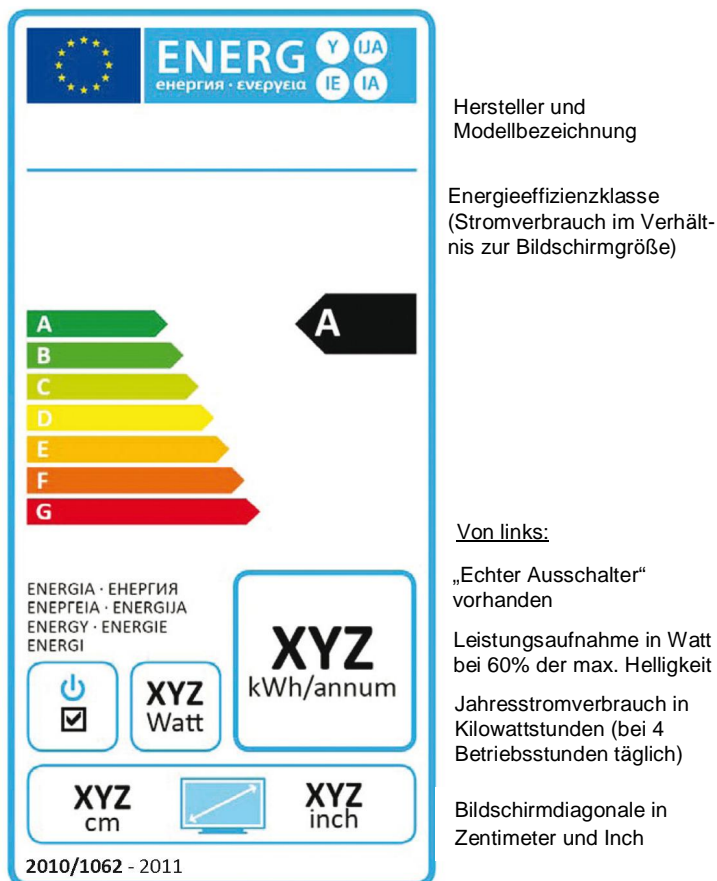 ENERG
енергия · ενεργεια
Y IJA
IE IA
Hersteller und
Modellbezeichnung
Energieeffizienzklasse
(Stromverbrauch im Verhält-
nis zur Bildschirmgröße)
A
A
B
C
D
E
F
G
ENERGIA · ЕНЕРГИЯ
ΕΝΕΡΓΕΙΑ · ENERGIJA
ENERGY · ENERGIE
ENERGI
XYZ
Watt
XYZ
kWh/annum
XYZ
cm
XYZ
inch
2010/1062 - 2011
Von links:
„Echter Ausschalter“
vorhanden
Leistungsaufnahme in Watt
bei 60% der max. Helligkeit
Jahresstromverbrauch in
Kilowattstunden (bei 4
Betriebsstunden täglich)
Bildschirmdiagonale in
Zentimeter und Inch